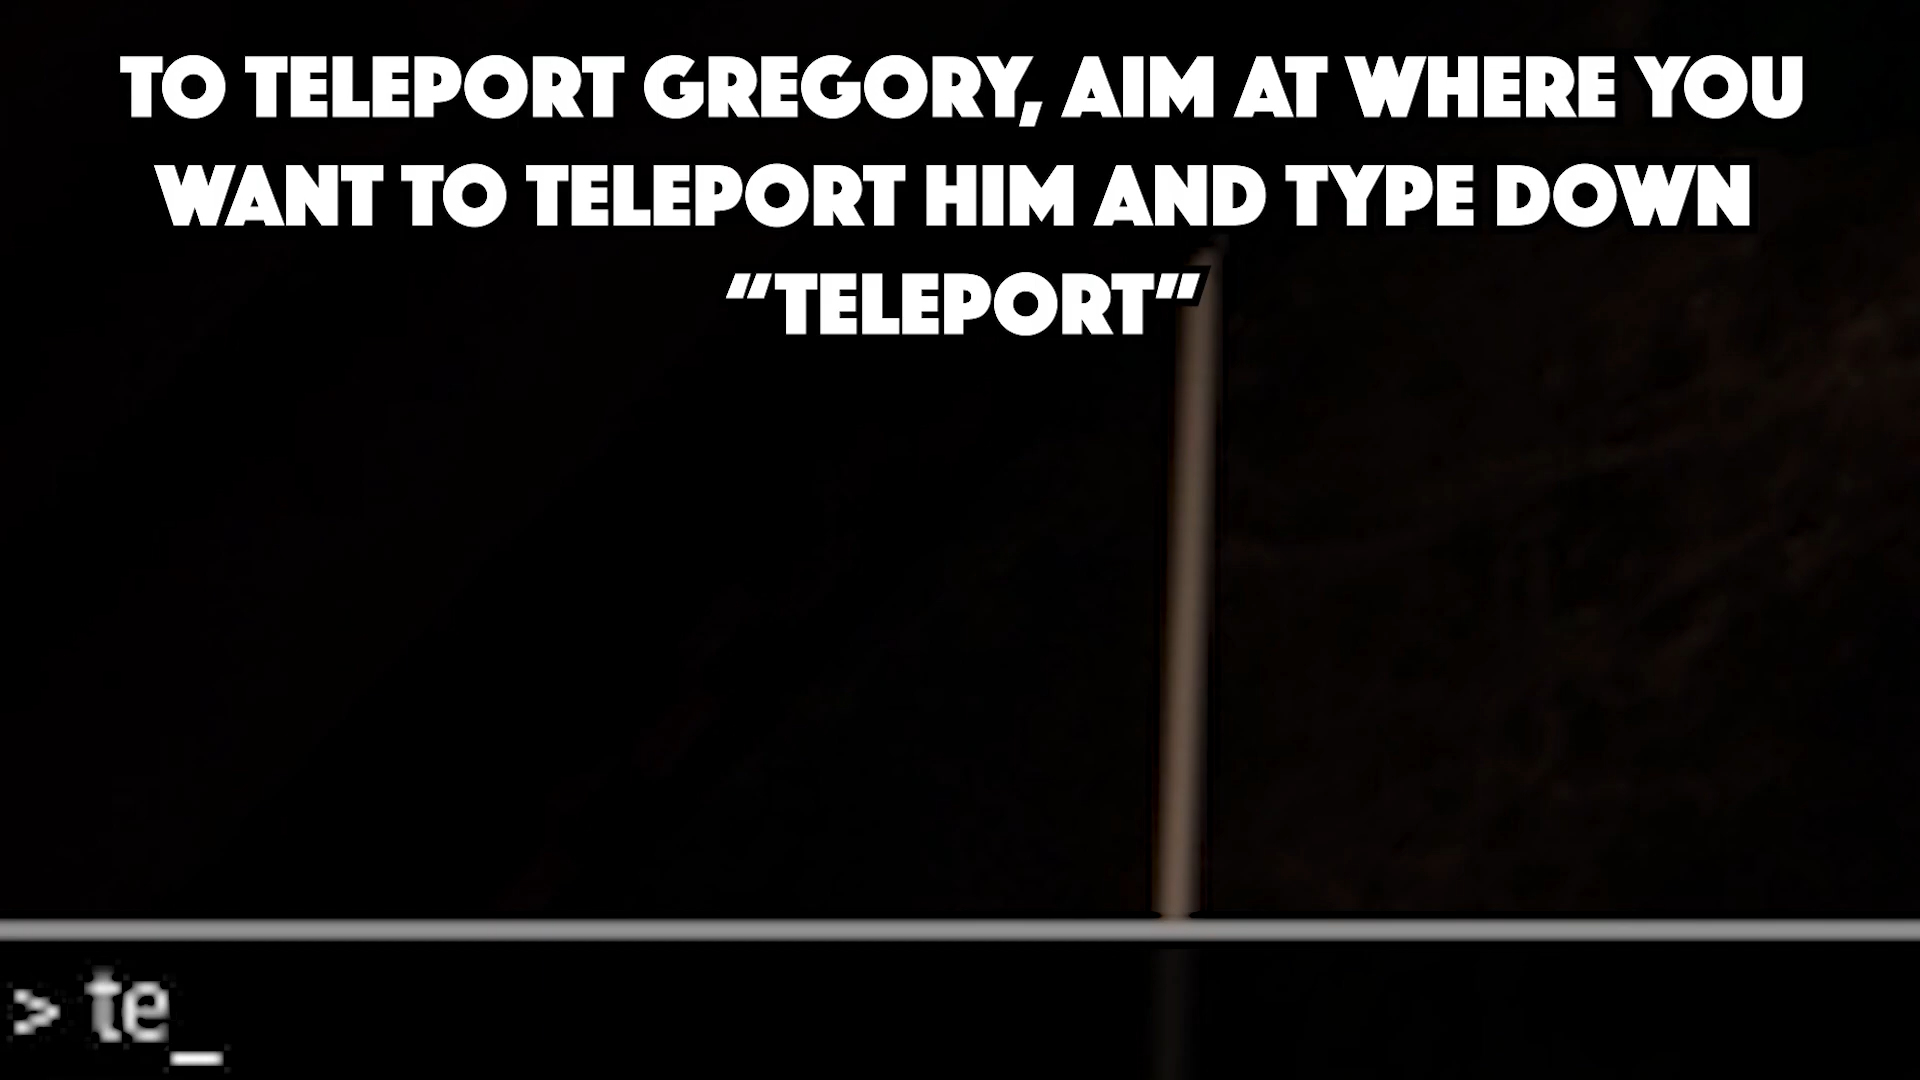 TO TELEPORT GREGORY, AIM AT WHERE YOU
WANT TO TELEPORT HIM AND TYPE DOWN
“TELEPORT”
> te_